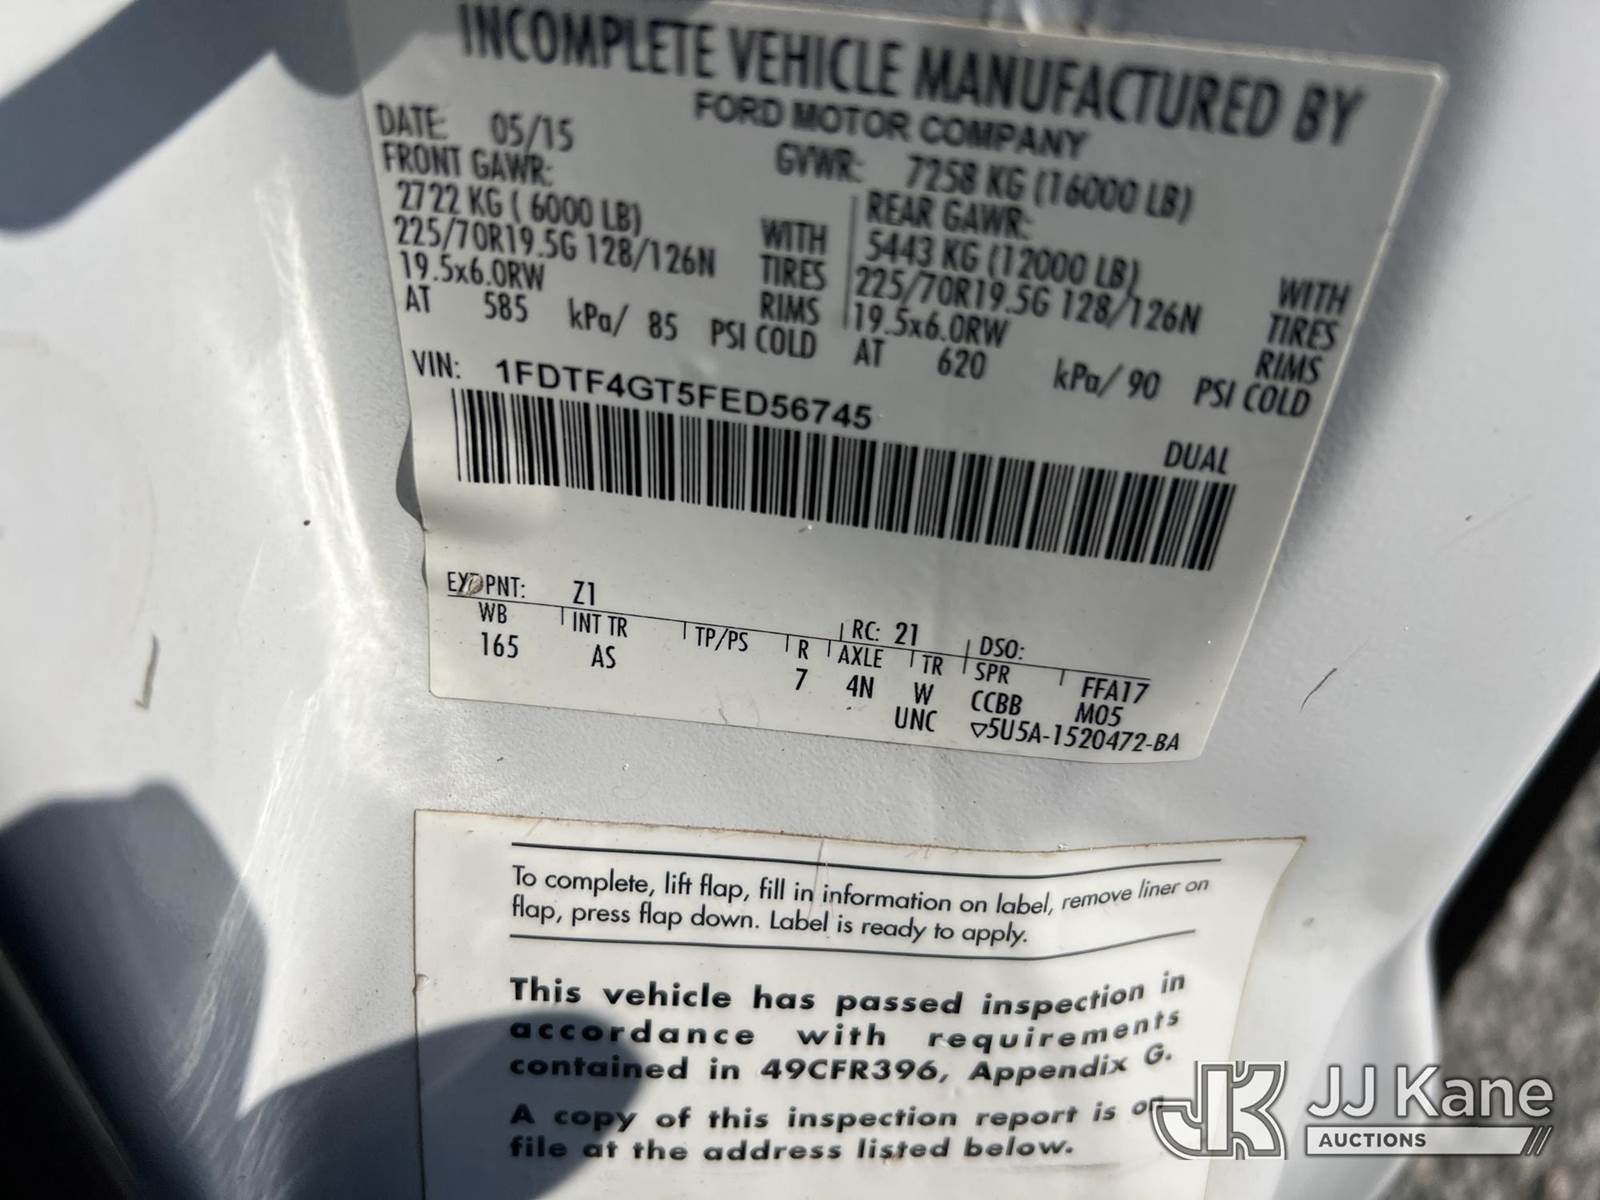 INCOMPLETE VEHICLE MANUFACTURED BY
FORD MOTOR COMPANY
DATE: 05/15
GVWR: 7258 KG (16000 LB)
FRONT GAWR:
2722 KG ( 6000 LB)
225/70R19.5G 128/126N
19.5x6.0RW
AT 585 kPa/ 85 PSI COLD
WITH
TIRES
RIMS
REAR GAWR:
5443 KG (12000 LB)
225/70R19.5G 128/126N
19.5x6.0RW
AT 620 kPa/ 90 PSI COLD
WITH
TIRES
RIMS
VIN: 1FDTF4GT5FED56745
DUAL
EXT PNT: Z1 RC: 21 DSO:
WB INT TR TP/PS R AXLE TR SPR FFA17
165 AS 7 4N W CCBB M05
UNC ▽5U5A-1520472-BA
To complete, lift flap, fill in information on label, remove liner on
flap, press flap down. Label is ready to apply.
This vehicle has passed inspection in
accordance with requirements
contained in 49CFR396, Appendix G.
A copy of this inspection report is on
file at the address listed below.
JK JJ Kane
AUCTIONS